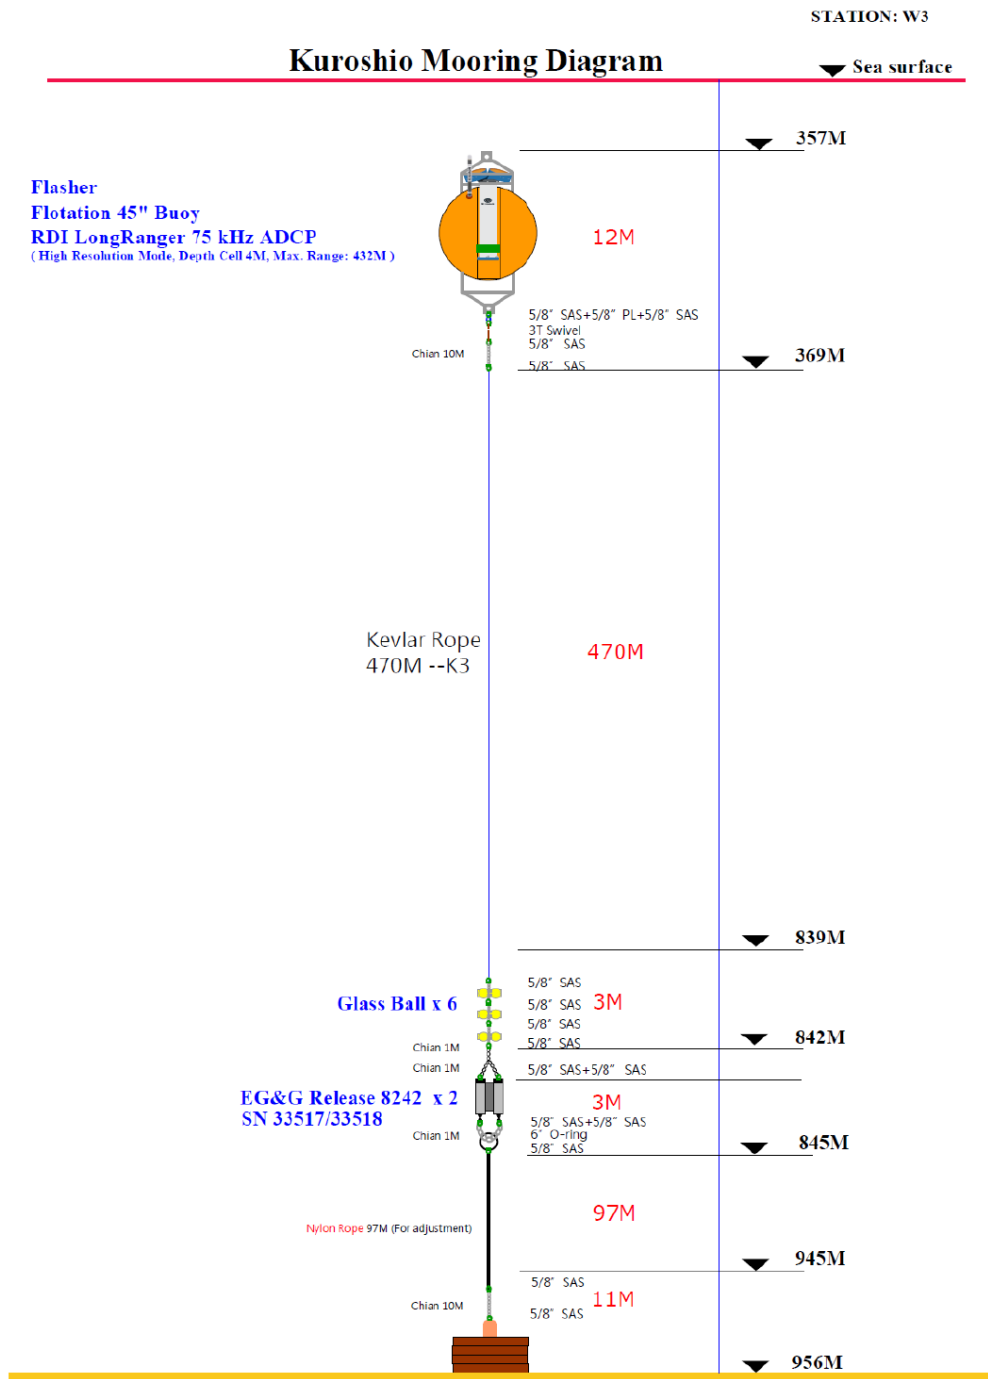 STATION: W3
Kuroshio Mooring Diagram
Sea surface
357M
Flasher
Flotation 45" Buoy
RDI LongRanger 75 kHz ADCP
( High Resolution Mode, Depth Cell 4M, Max. Range: 432M )
12M
5/8" SAS+5/8" PL+5/8" SAS
3T Swivel
5/8" SAS
Chian 10M
369M
5/8" SAS
Kevlar Rope
470M --K3
470M
839M
5/8" SAS
Glass Ball x 6
5/8" SAS
3M
5/8" SAS
842M
5/8" SAS
Chian 1M
Chian 1M
5/8" SAS+5/8" SAS
EG&G Release 8242 x 2
SN 33517/33518
3M
5/8" SAS+5/8" SAS
6" O-ring
Chian 1M
5/8" SAS
845M
97M
Nylon Rope 97M (For adjustment)
945M
5/8" SAS
11M
Chian 10M
5/8" SAS
956M